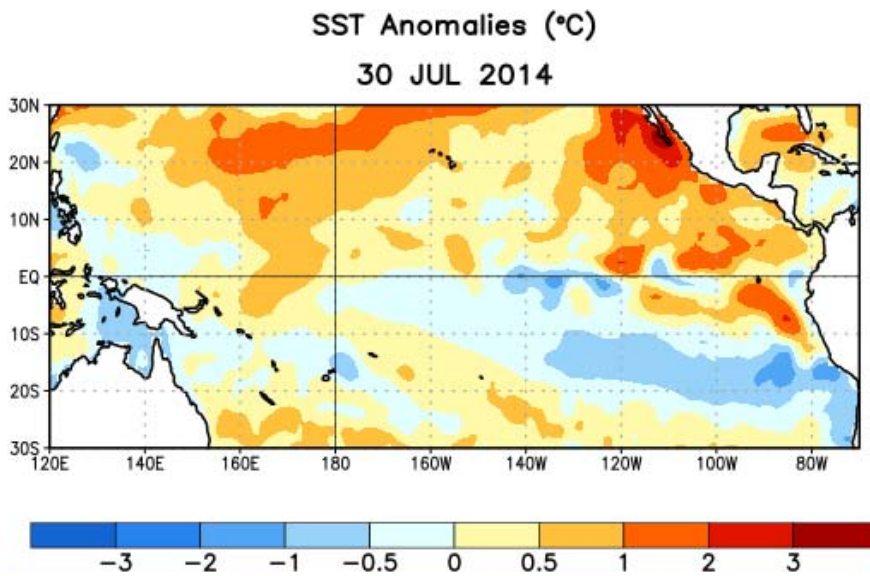 SST Anomalies (°C)
30 JUL 2014
30N
20N
10N
EQ
10S
20S
30S
120E 140E 160E 180 160W 140W 120W 100W 80W
-3 -2 -1 -0.5 0 0.5 1 2 3